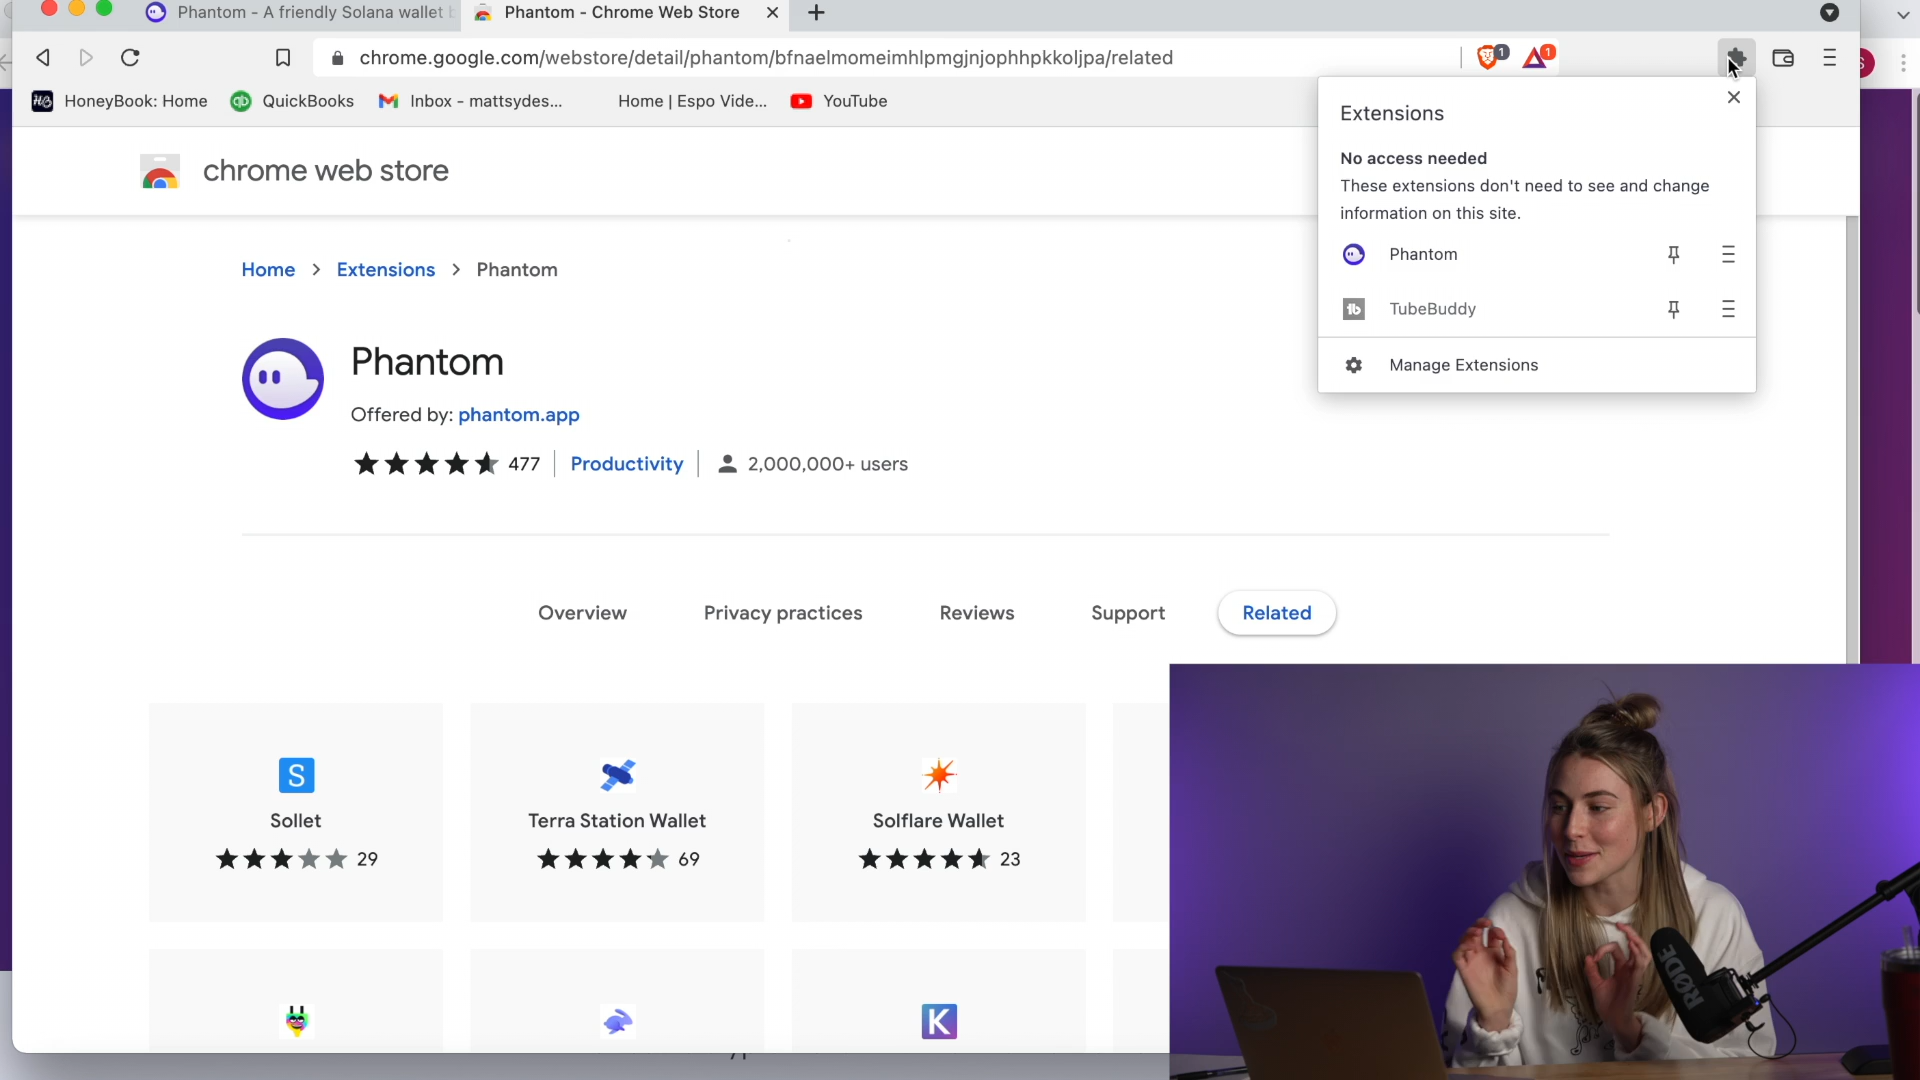 Phantom - A friendly Solana wallet
Phantom - Chrome Web Store
chrome.google.com/webstore/detail/phantom/bfnaelmomeimhlpmgjnjophhpkkoljpa/related
1
1
HoneyBook: Home
QuickBooks
Inbox - mattsydes...
Home | Espo Vide...
YouTube
Extensions
No access needed
These extensions don't need to see and change
information on this site.
Phantom
TubeBuddy
Manage Extensions
chrome web store
Home > Extensions > Phantom
Phantom
Offered by: phantom.app
477
Productivity
2,000,000+ users
Overview
Privacy practices
Reviews
Support
Related
S
Sollet
29
Terra Station Wallet
69
Solflare Wallet
23
K
RØDE